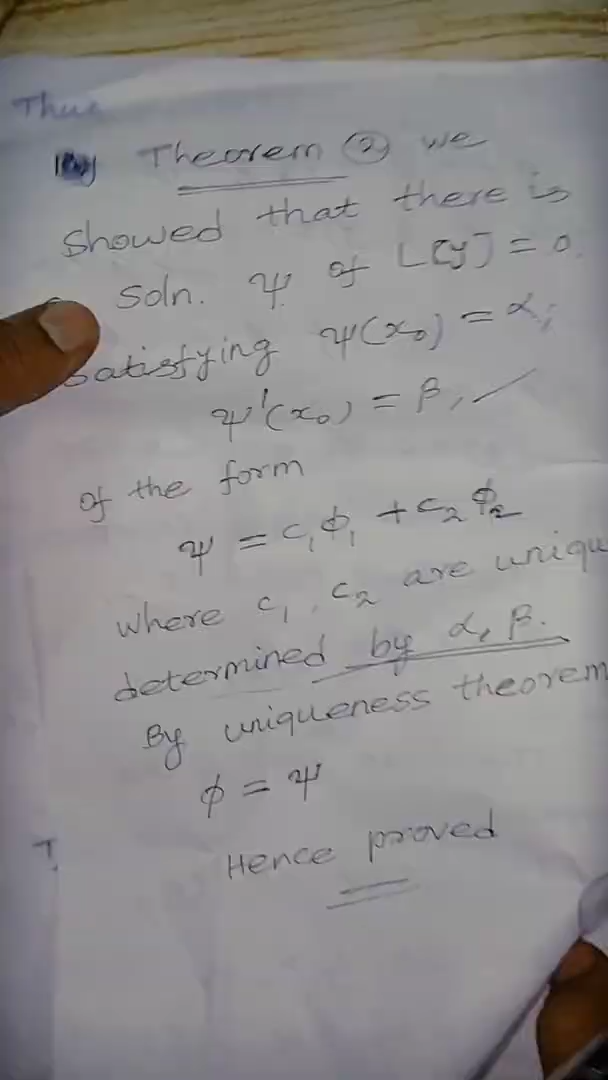 Thus
By Theorem ② we
showed that there is
soln. ψ of L[y] = 0.
satisfying ψ(x₀) = α;
ψ'(x₀) = β,
of the form
ψ = c₁ϕ₁ + c₂ϕ₂
where c₁, c₂ are uniqu
determined by α, β.
By uniqueness theorem
ϕ = ψ
Hence proved